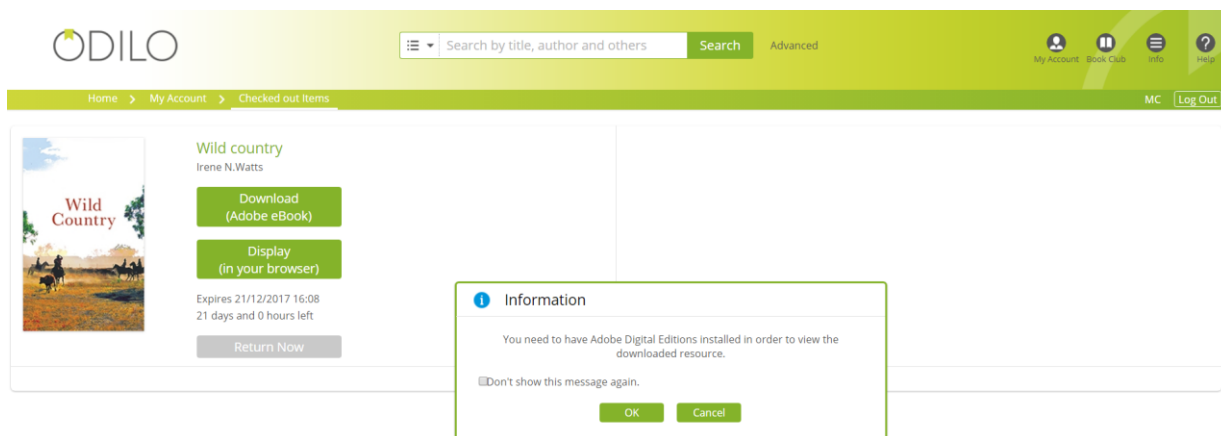 ODILO
Search by title, author and others Search Advanced
My Account Book Club Info Help
Home > My Account > Checked out Items MC Log Out
Wild country
Irene N.Watts
Wild
Country
Download
(Adobe eBook)
Display
(in your browser)
Expires 21/12/2017 16:08
21 days and 0 hours left
Return Now
Information
You need to have Adobe Digital Editions installed in order to view the
downloaded resource.
Don't show this message again.
OK Cancel